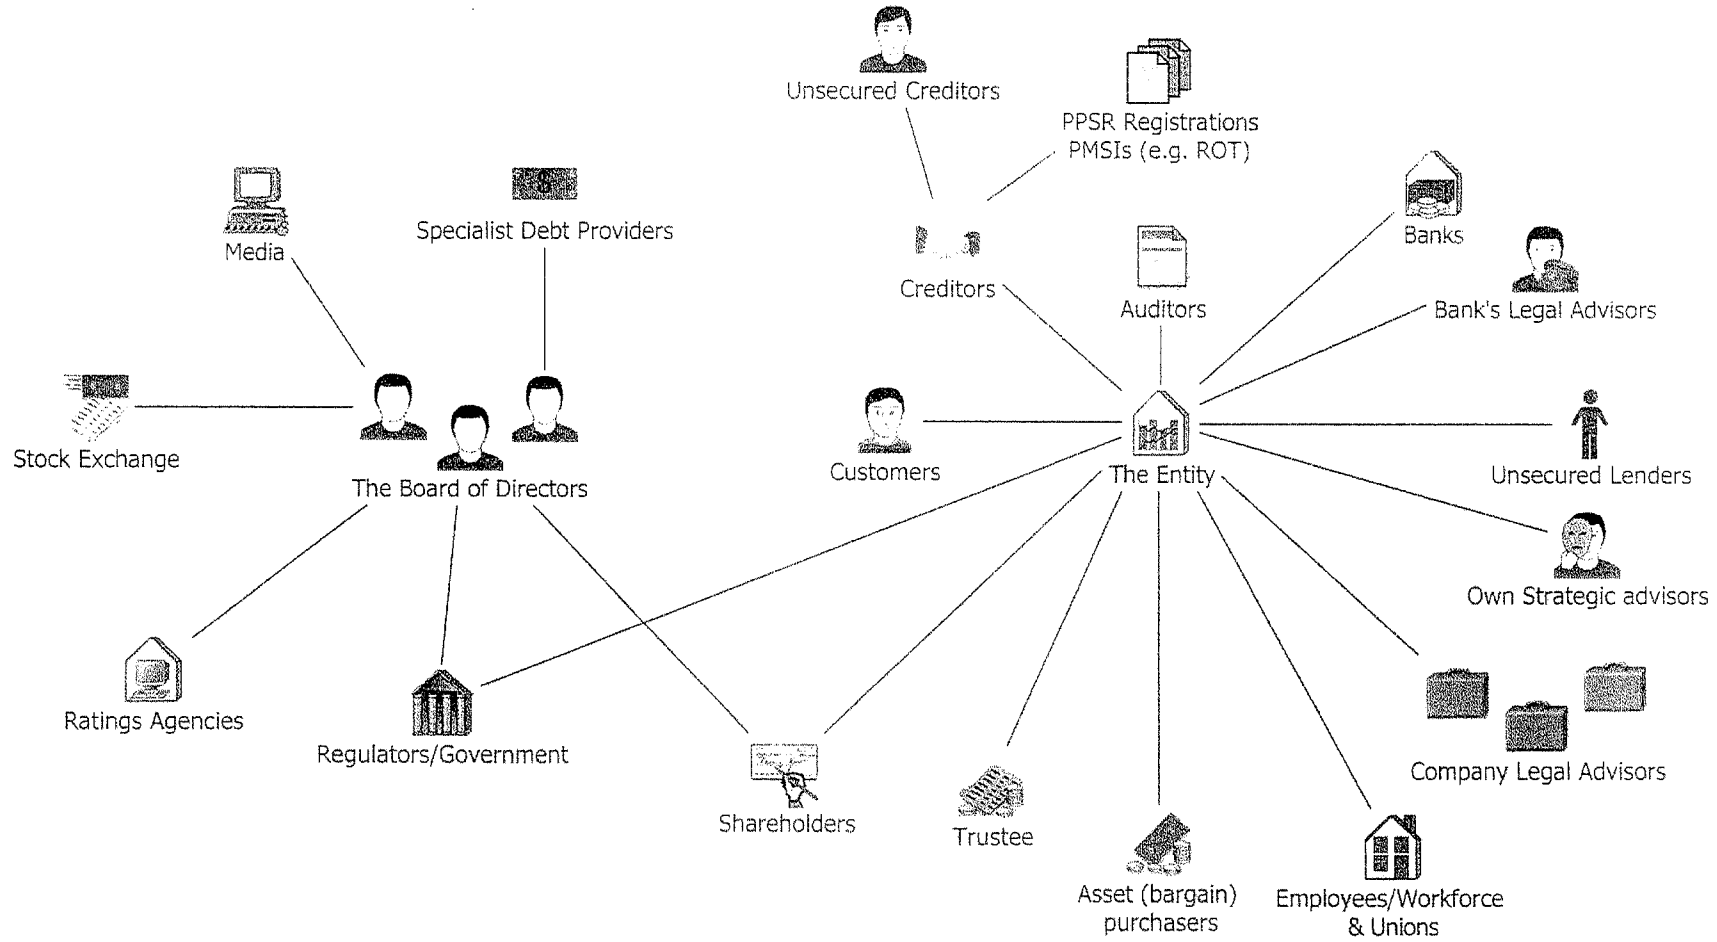 Unsecured Creditors
PPSR Registrations
PMSIs (e.g. ROT)
Media
Specialist Debt Providers
$
Creditors
Auditors
Banks
Bank's Legal Advisors
Stock Exchange
The Board of Directors
Customers
The Entity
Unsecured Lenders
Own Strategic advisors
Ratings Agencies
Regulators/Government
Shareholders
Trustee
Company Legal Advisors
Asset (bargain)
purchasers
Employees/Workforce
& Unions